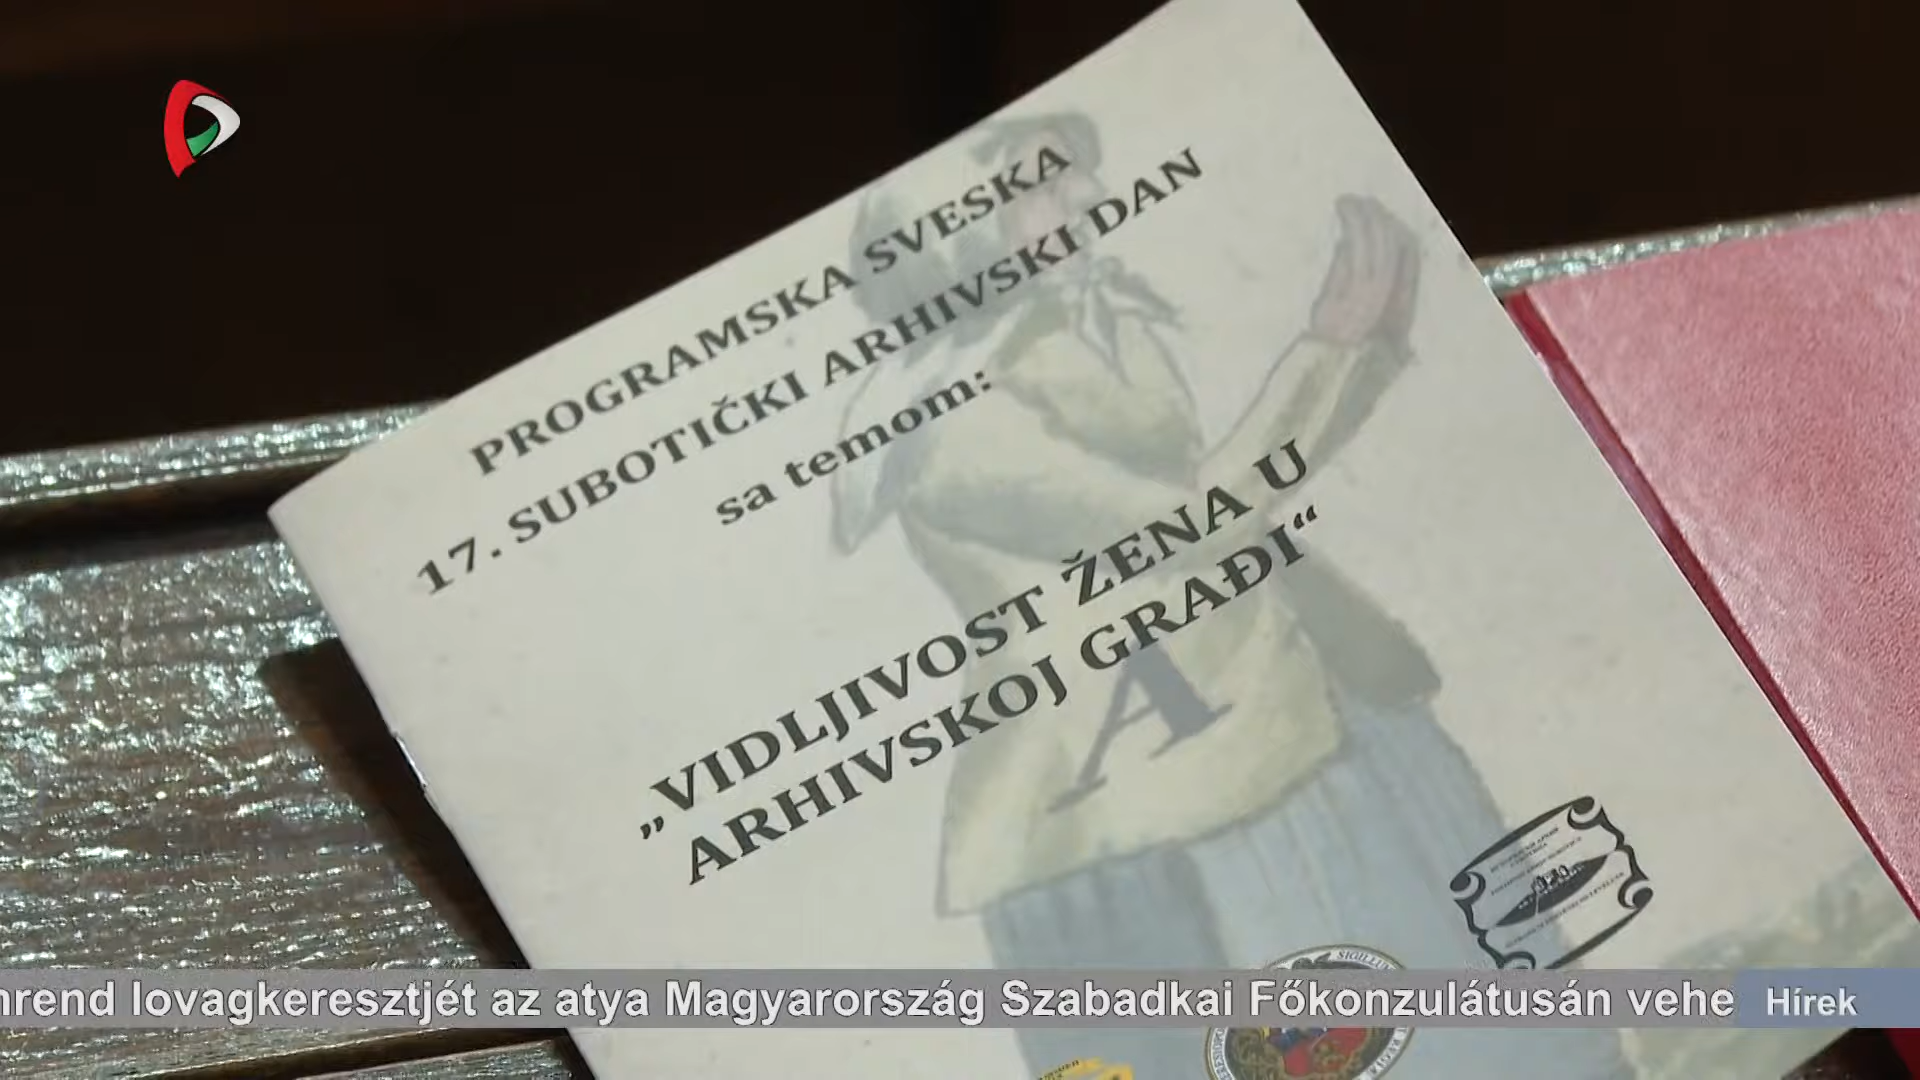 PROGRAMSKA SVESKA
17. SUBOTIČKI ARHIVSKI DAN
sa temom:
„VIDLJIVOST ŽENA U
ARHIVSKOJ GRAĐI“
A
SIGILLUM
hrend lovagkeresztjét az atya Magyarország Szabadkai Főkonzulátusán vehe
Hírek